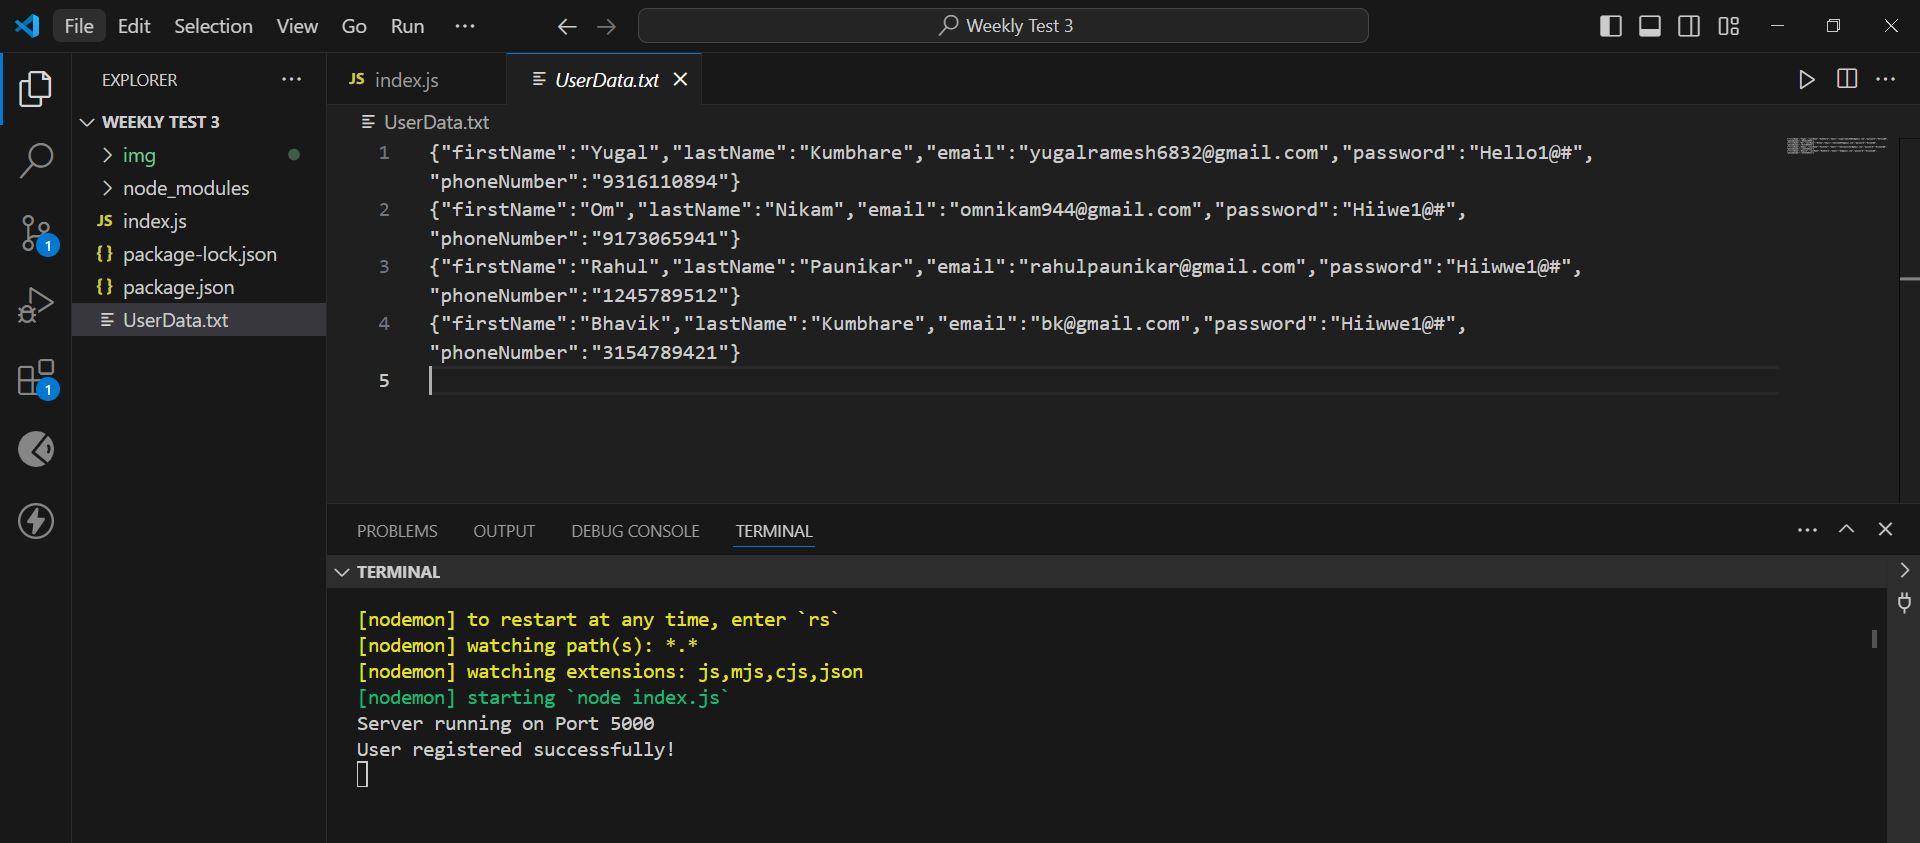 File Edit Selection View Go Run ··· Weekly Test 3
EXPLORER ···
WEEKLY TEST 3
img
node_modules
JS index.js
{} package-lock.json
{} package.json
UserData.txt
1
1
JS index.js
UserData.txt
UserData.txt
1 {"firstName":"Yugal","lastName":"Kumbhare","email":"yugalramesh6832@gmail.com","password":"Hello1@#",
"phoneNumber":"9316110894"}
2 {"firstName":"Om","lastName":"Nikam","email":"omnikam944@gmail.com","password":"Hiiwe1@#",
"phoneNumber":"9173065941"}
3 {"firstName":"Rahul","lastName":"Paunikar","email":"rahulpaunikar@gmail.com","password":"Hiiwwe1@#",
"phoneNumber":"1245789512"}
4 {"firstName":"Bhavik","lastName":"Kumbhare","email":"bk@gmail.com","password":"Hiiwwe1@#",
"phoneNumber":"3154789421"}
5
PROBLEMS OUTPUT DEBUG CONSOLE TERMINAL
TERMINAL
[nodemon] to restart at any time, enter `rs`
[nodemon] watching path(s): *.*
[nodemon] watching extensions: js,mjs,cjs,json
[nodemon] starting `node index.js`
Server running on Port 5000
User registered successfully!